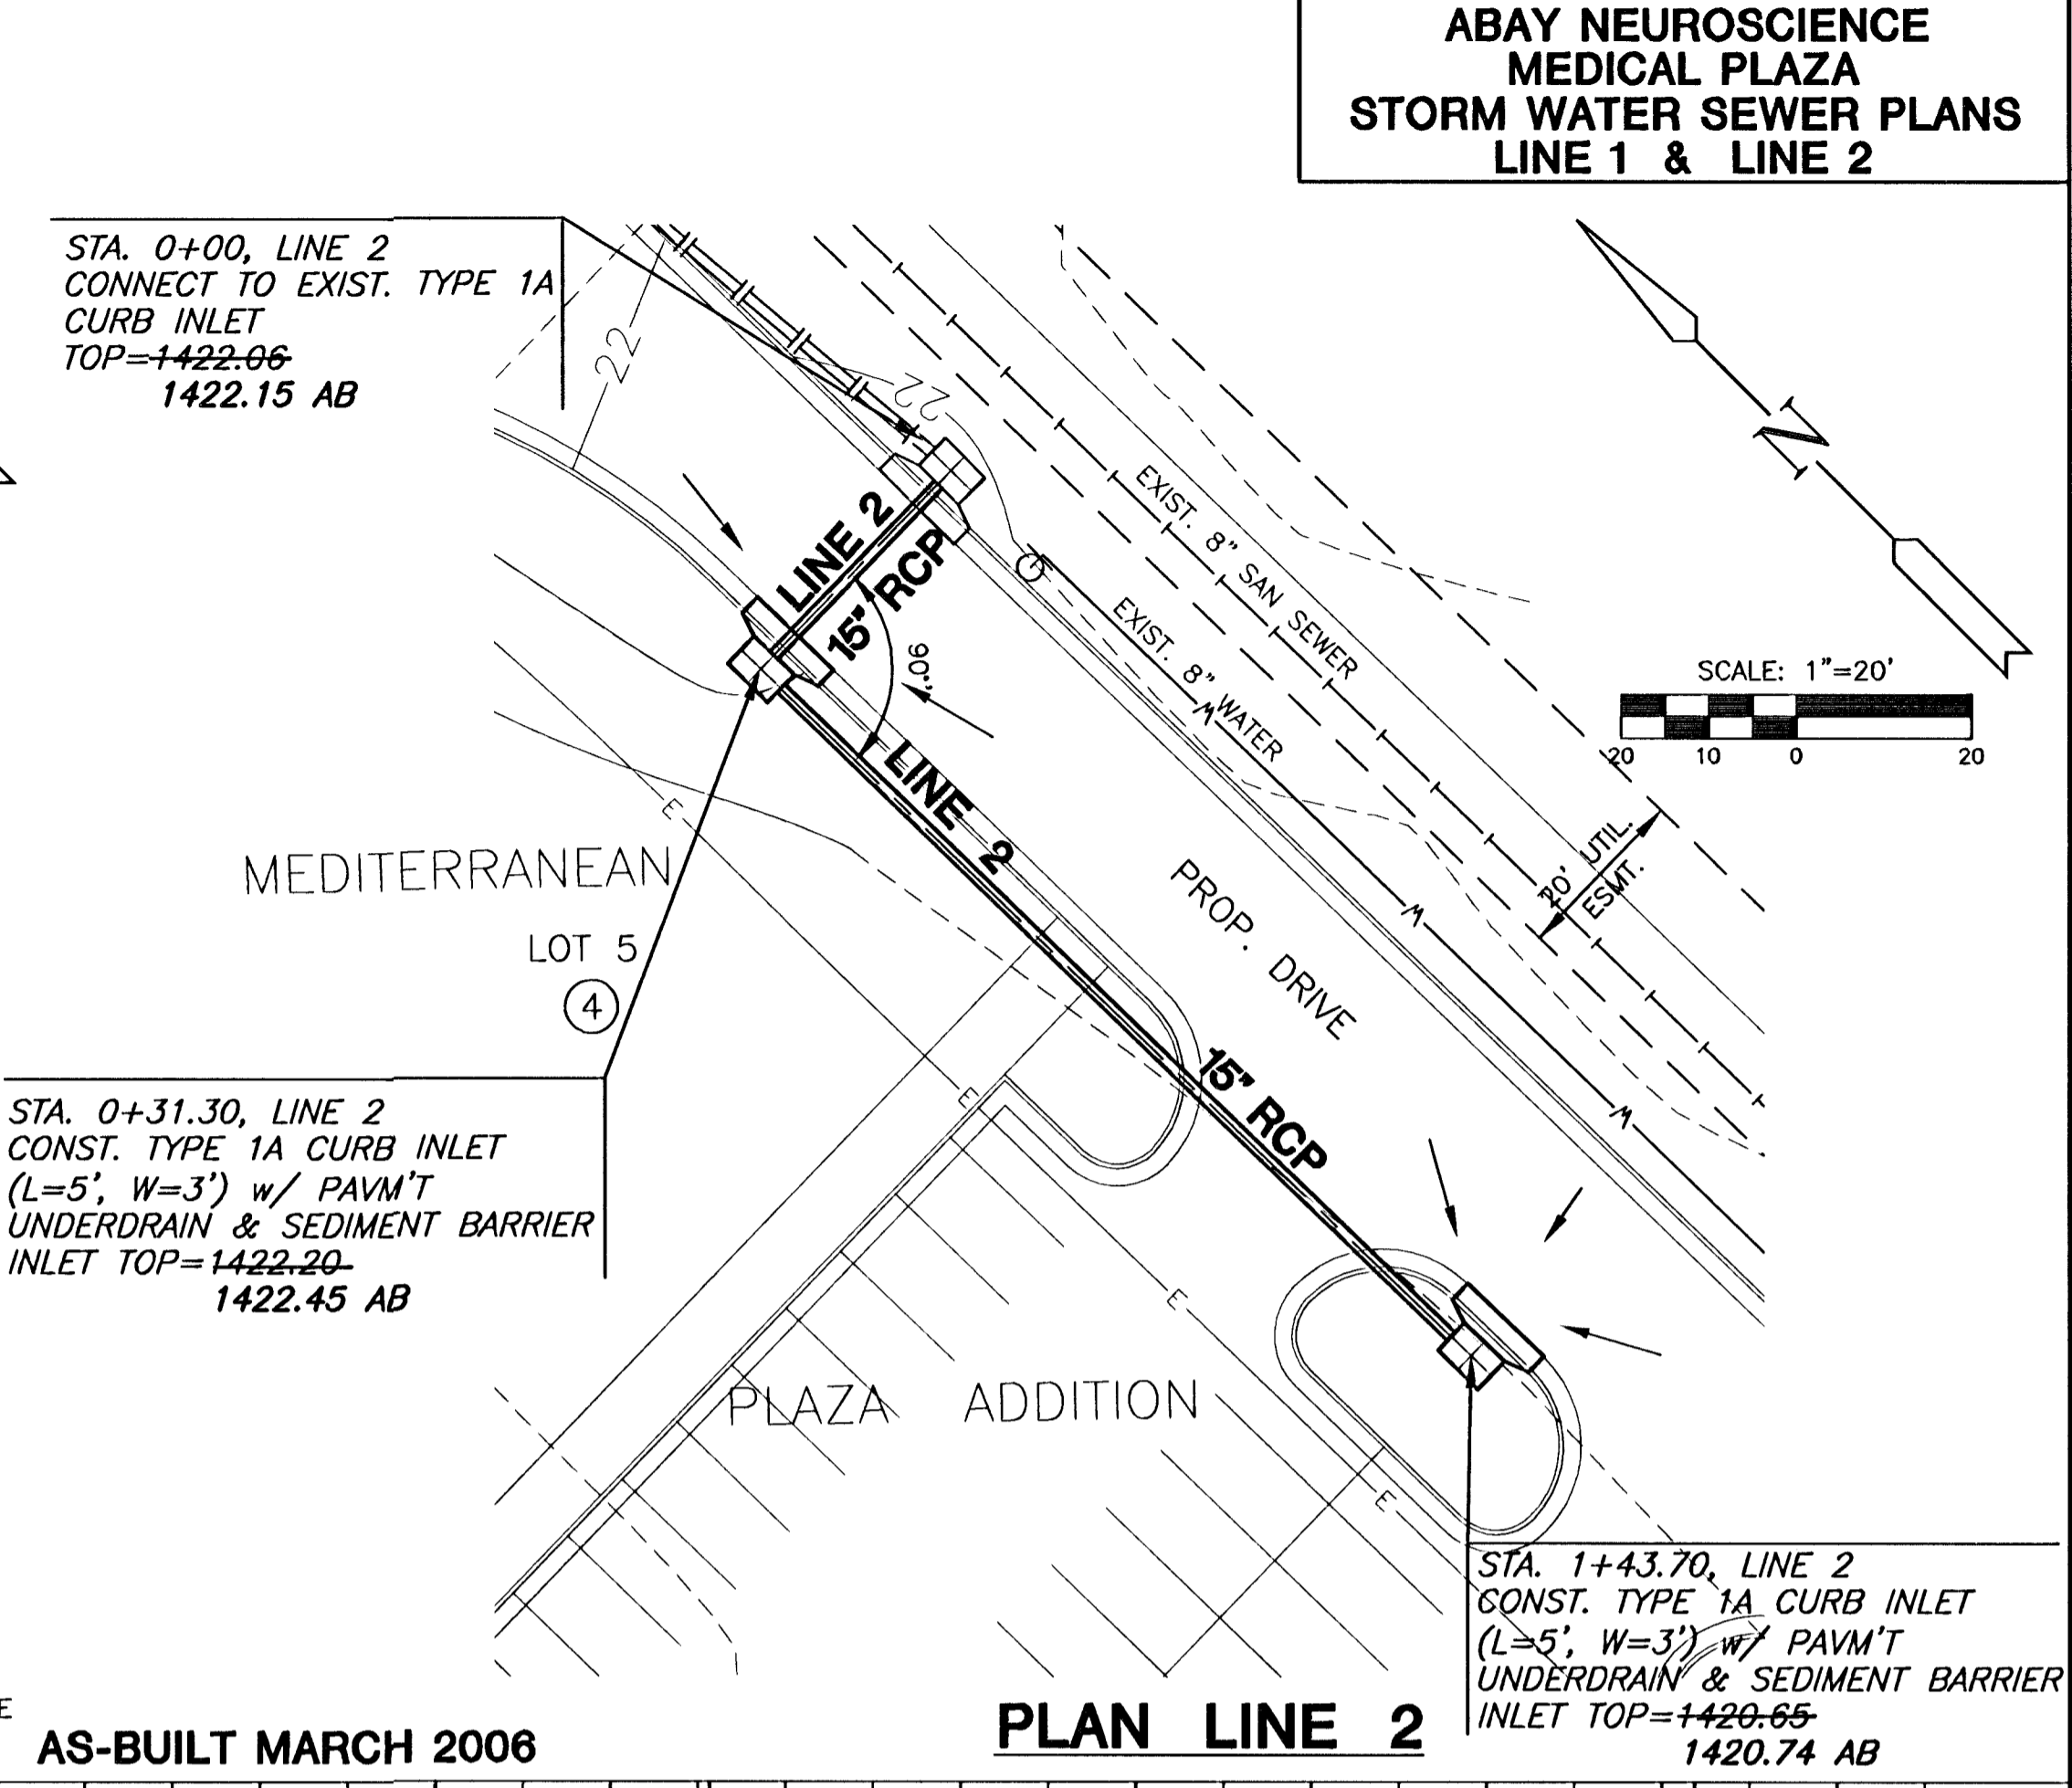 ABAY NEUROSCIENCE
MEDICAL PLAZA
STORM WATER SEWER PLANS
LINE 1 & LINE 2
STA. 0+00, LINE 2
CONNECT TO EXIST. TYPE 1A
CURB INLET
TOP=1422.06
1422.15 AB
22
22
N
LINE 2
15" RCP
90°
EXIST. 8" SAN SEWER
EXIST. 8" WATER
W
SCALE: 1"=20'
20 10 0 20
20' UTIL.
ESMT.
E
LINE 2
MEDITERRANEAN
LOT 5
4
PROP. DRIVE
W
W
15" RCP
E
STA. 0+31.30, LINE 2
CONST. TYPE 1A CURB INLET
(L=5', W=3') w/ PAVM'T
UNDERDRAIN & SEDIMENT BARRIER
INLET TOP=1422.20
1422.45 AB
E
PLAZA ADDITION
E
STA. 1+43.70, LINE 2
CONST. TYPE 1A CURB INLET
(L=5', W=3') w/ PAVM'T
UNDERDRAIN & SEDIMENT BARRIER
INLET TOP=1420.65
1420.74 AB
E
AS-BUILT MARCH 2006
PLAN LINE 2